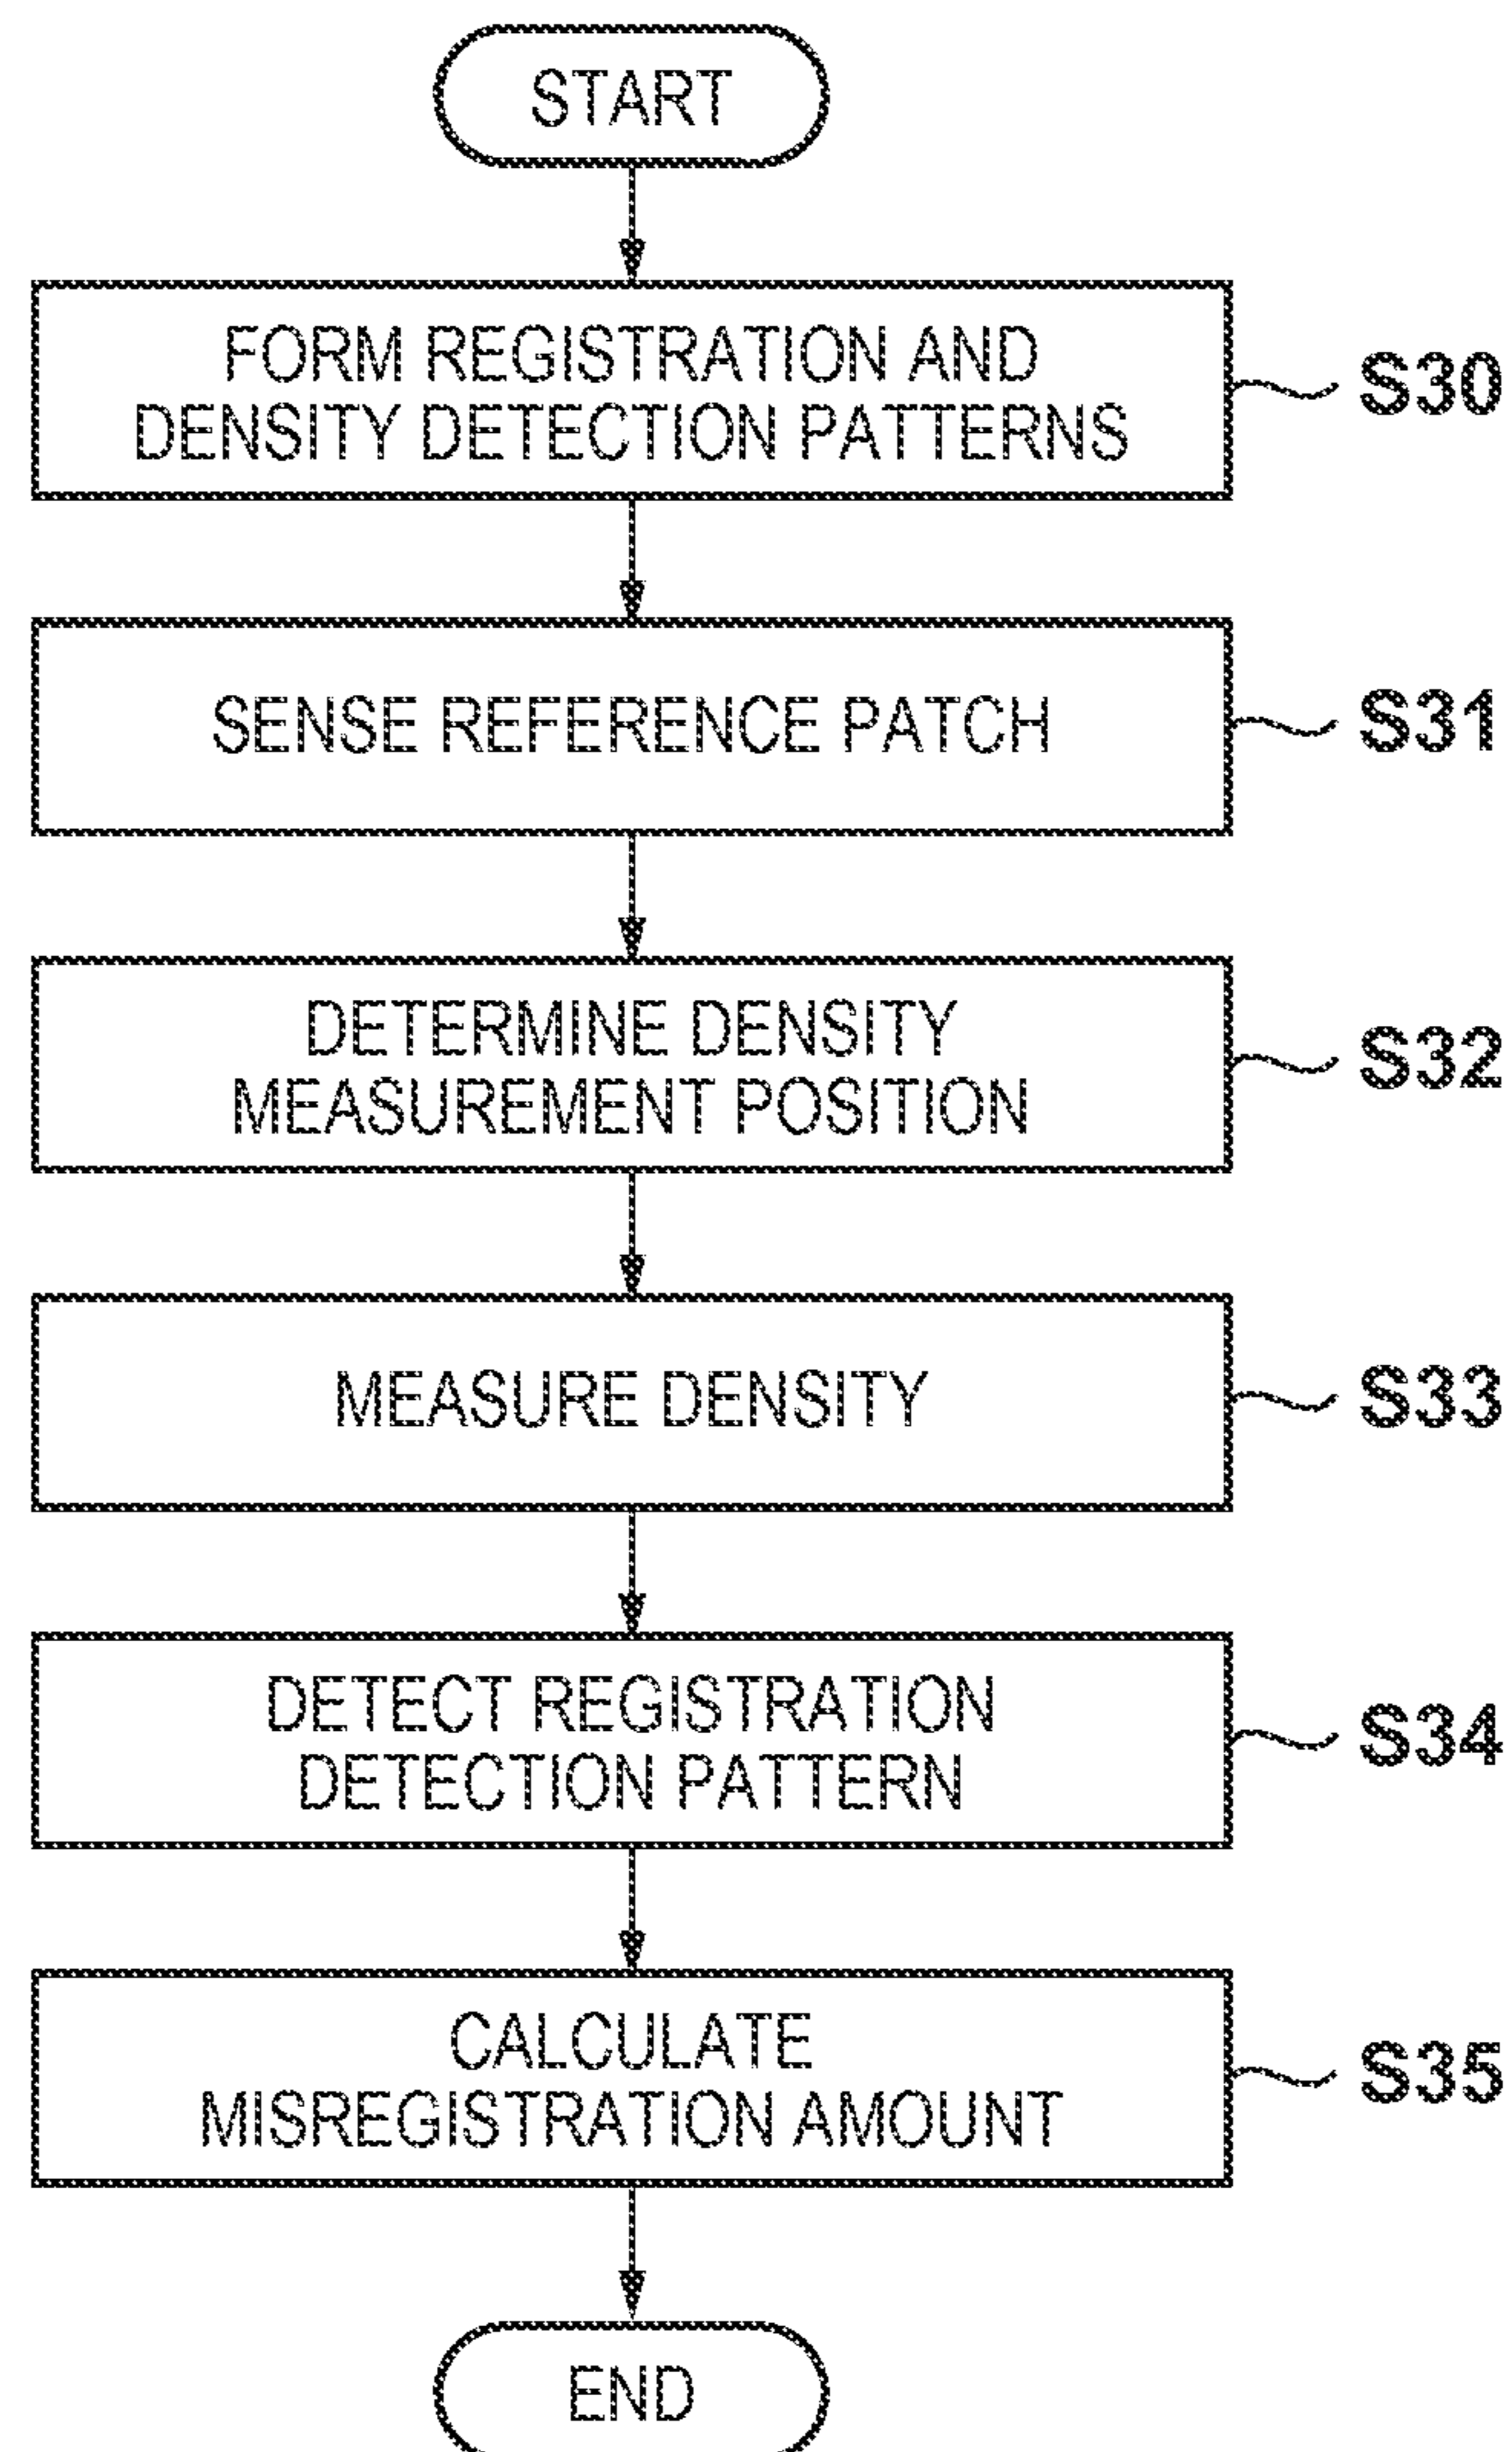 START
FORM REGISTRATION AND
DENSITY DETECTION PATTERNS
S30
SENSE REFERENCE PATCH
S31
DETERMINE DENSITY
MEASUREMENT POSITION
S32
MEASURE DENSITY
S33
DETECT REGISTRATION
DETECTION PATTERN
S34
CALCULATE
MISREGISTRATION AMOUNT
S35
END